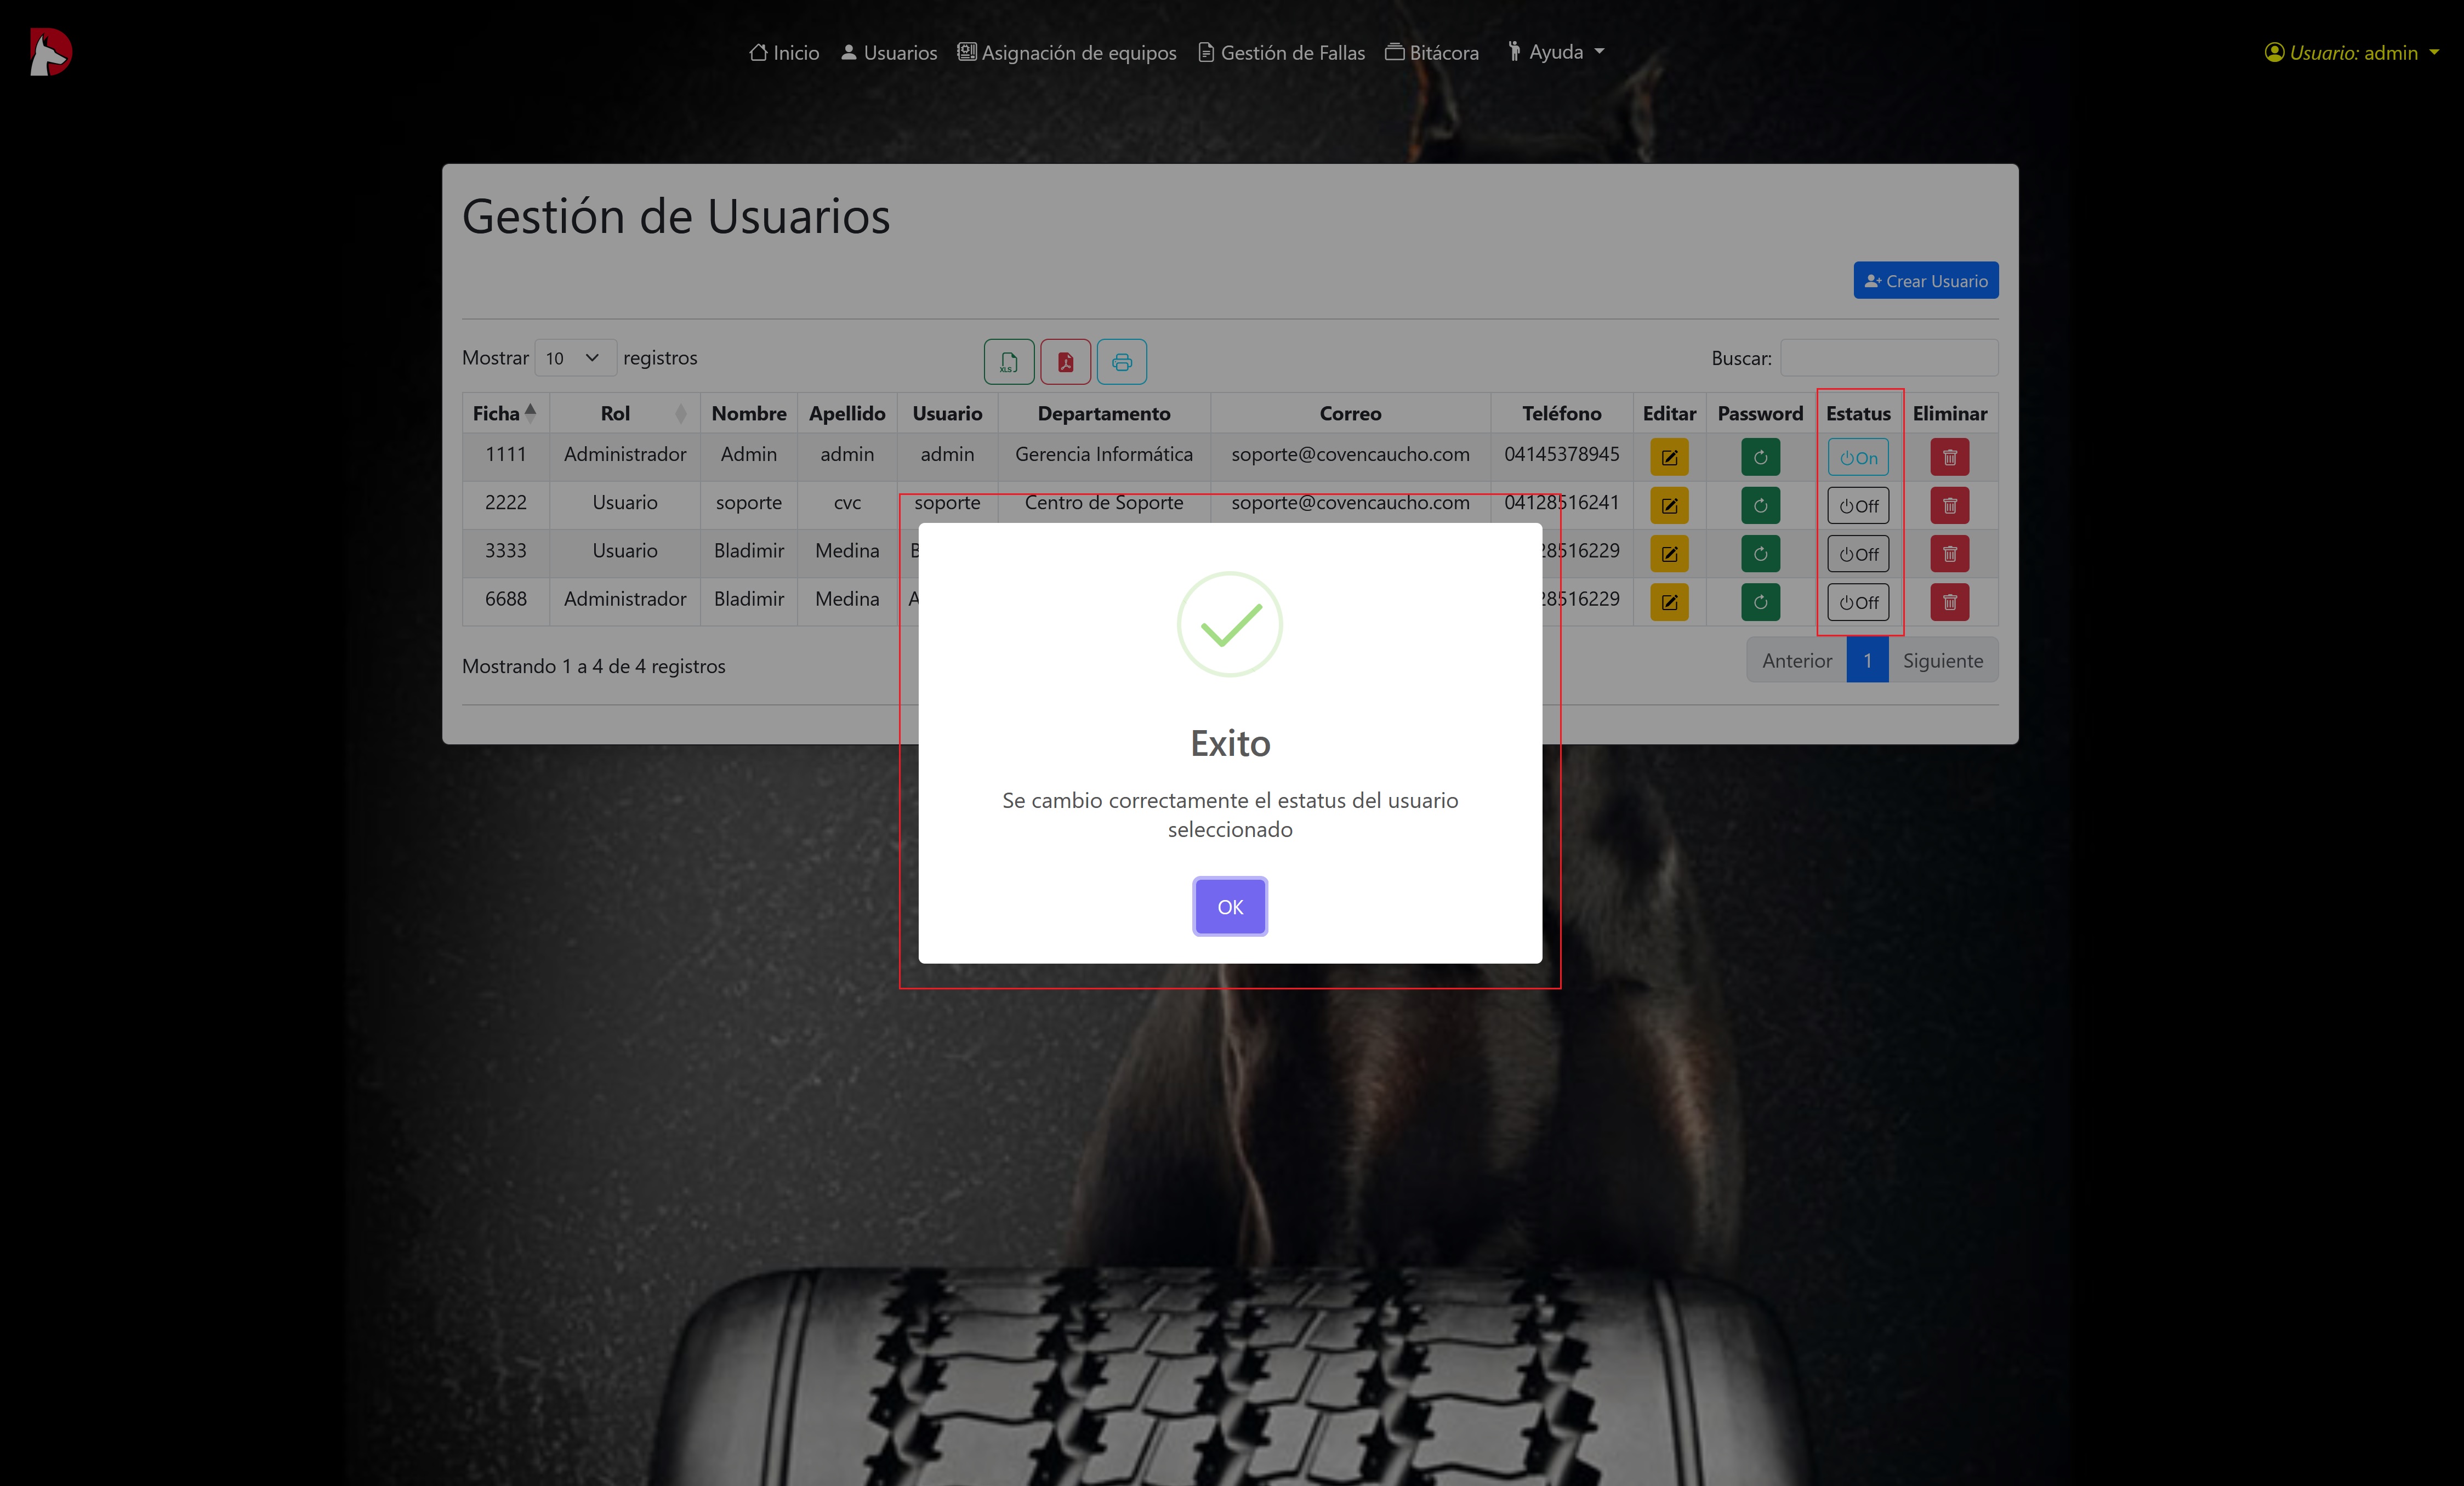 Inicio Usuarios Asignación de equipos Gestión de Fallas Bitácora Ayuda Usuario: admin
Gestión de Usuarios
Crear Usuario
Mostrar 10 registros XLS Buscar:
Ficha Rol Nombre Apellido Usuario Departamento Correo Teléfono Editar Password Estatus Eliminar
1111 Administrador Admin admin admin Gerencia Informática soporte@covencaucho.com 04145378945 On
2222 Usuario soporte cvc soporte Centro de Soporte soporte@covencaucho.com 04128516241 Off
3333 Usuario Bladimir Medina 28516229 Off
6688 Administrador Bladimir Medina 28516229 Off
Mostrando 1 a 4 de 4 registros Anterior 1 Siguiente
Exito
Se cambio correctamente el estatus del usuario
seleccionado
OK